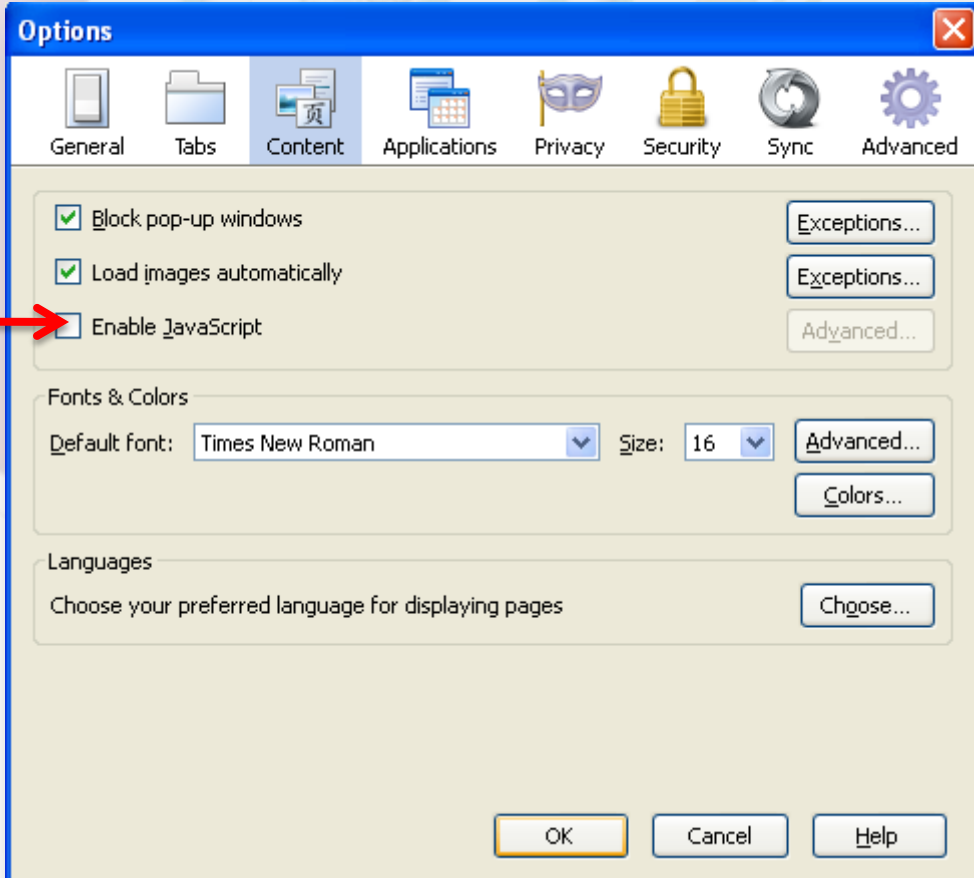 Options
General Tabs Content Applications Privacy Security Sync Advanced
页
Block pop-up windows Exceptions...
Load images automatically Exceptions...
Enable JavaScript Advanced...
Fonts & Colors
Default font: Times New Roman Size: 16 Advanced...
Colors...
Languages
Choose your preferred language for displaying pages Choose...
OK Cancel Help